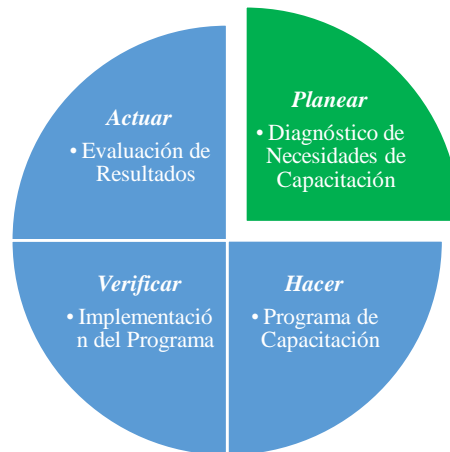 Actuar
• Evaluación de
Resultados
Planear
• Diagnóstico de
Necesidades de
Capacitación
Verificar
• Implementació
n del Programa
Hacer
• Programa de
Capacitación